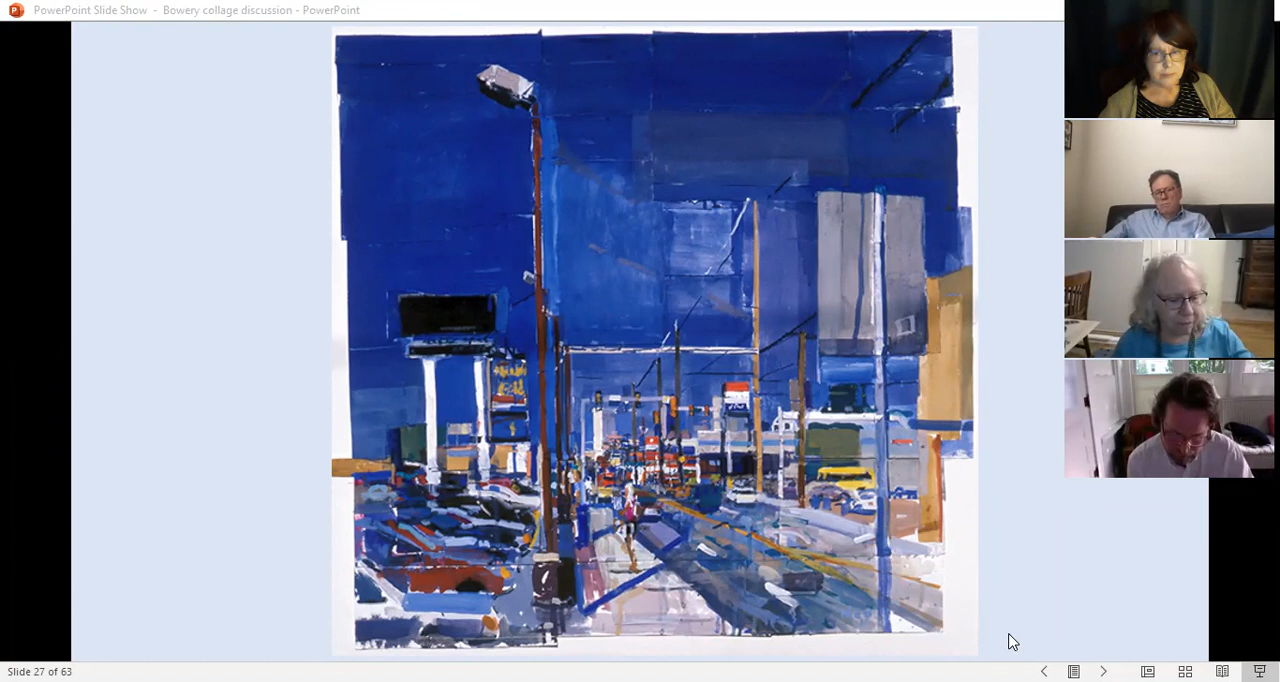 PowerPoint Slide Show - Bowery collage discussion - PowerPoint
Slide 27 of 63